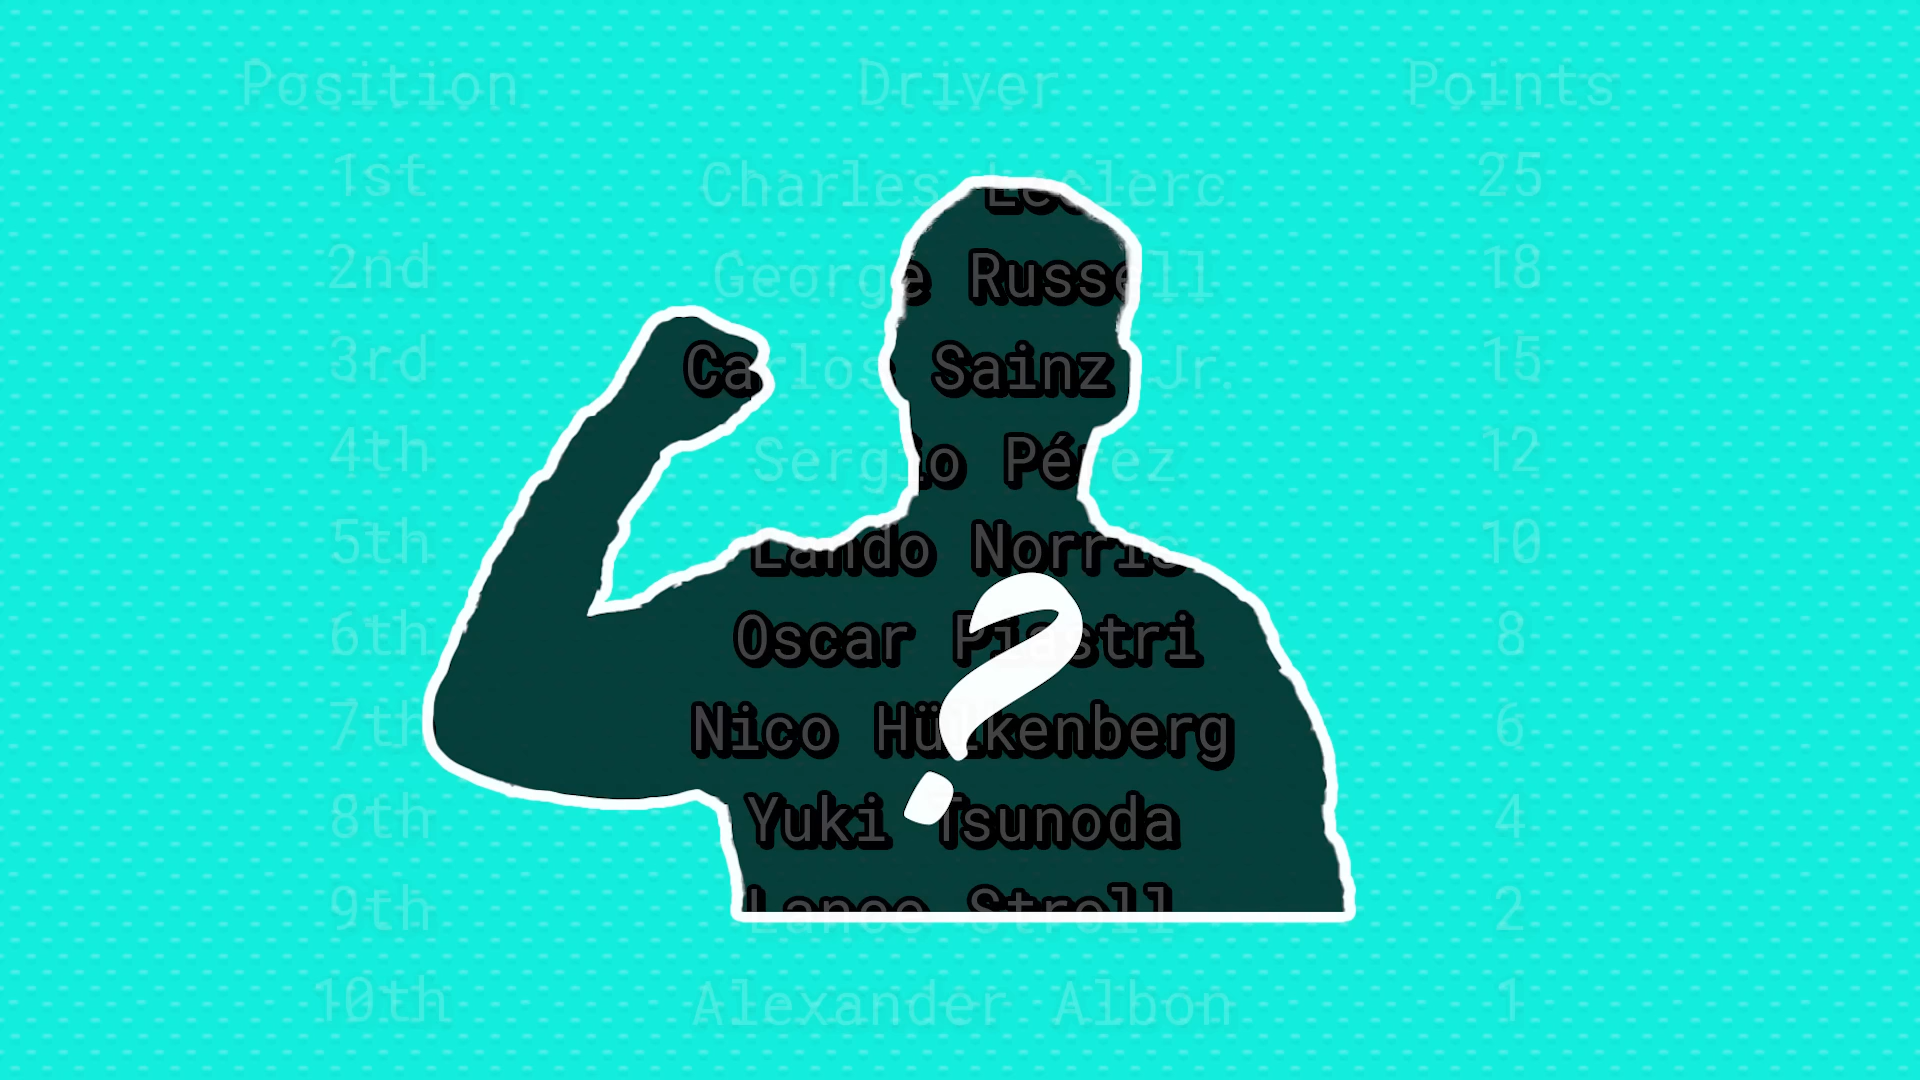 Position Driver Points
1st Charles Leclerc 25
2nd George Russell 18
3rd Carlos Sainz Jr. 15
4th Sergio Pérez 12
5th Lando Norris 10
6th Oscar Piastri 8
7th Nico Hülkenberg 6
8th Yuki Tsunoda 4
9th Lance Stroll 2
10th Alexander Albon 1
?